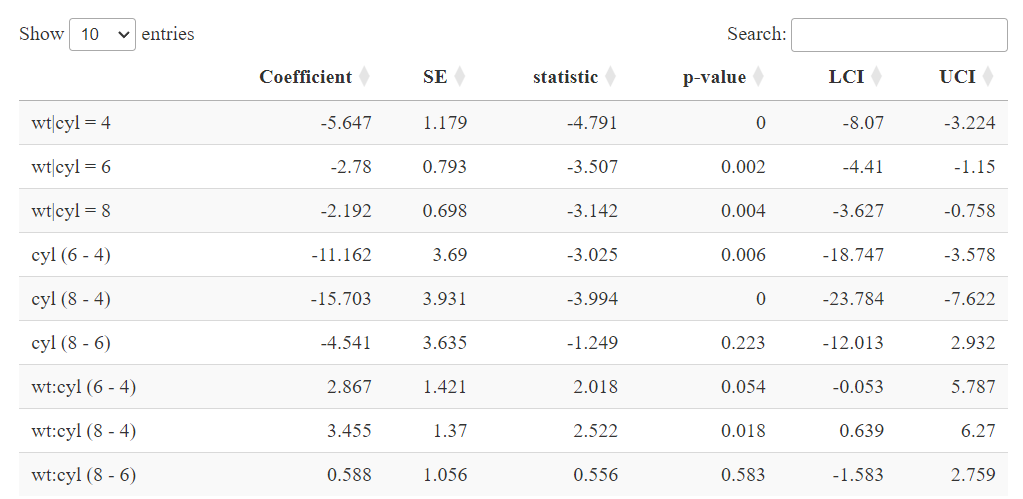 Show 10 entries Search:
Coefficient SE statistic p-value LCI UCI
wt|cyl = 4 -5.647 1.179 -4.791 0 -8.07 -3.224
wt|cyl = 6 -2.78 0.793 -3.507 0.002 -4.41 -1.15
wt|cyl = 8 -2.192 0.698 -3.142 0.004 -3.627 -0.758
cyl (6 - 4) -11.162 3.69 -3.025 0.006 -18.747 -3.578
cyl (8 - 4) -15.703 3.931 -3.994 0 -23.784 -7.622
cyl (8 - 6) -4.541 3.635 -1.249 0.223 -12.013 2.932
wt:cyl (6 - 4) 2.867 1.421 2.018 0.054 -0.053 5.787
wt:cyl (8 - 4) 3.455 1.37 2.522 0.018 0.639 6.27
wt:cyl (8 - 6) 0.588 1.056 0.556 0.583 -1.583 2.759